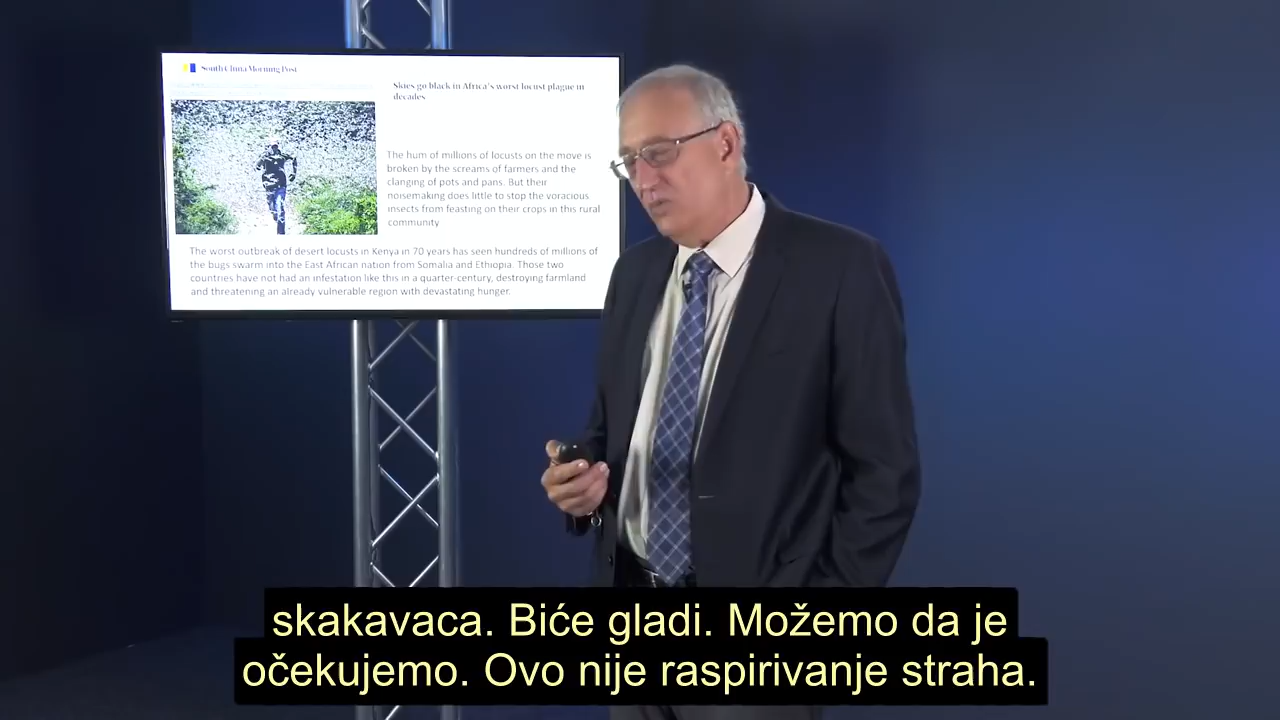 South China Morning Post
Skies go black in Africa's worst locust plague in
decades
The hum of millions of locusts on the move is
broken by the screams of farmers and the
clanging of pots and pans. But their
noisemaking does little to stop the voracious
insects from feasting on their crops in this rural
community
The worst outbreak of desert locusts in Kenya in 70 years has seen hundreds of millions of
the bugs swarm into the East African nation from Somalia and Ethiopia. Those two
countries have not had an infestation like this in a quarter-century, destroying farmland
and threatening an already vulnerable region with devastating hunger.
skakavaca. Biće gladi. Možemo da je
očekujemo. Ovo nije raspirivanje straha.